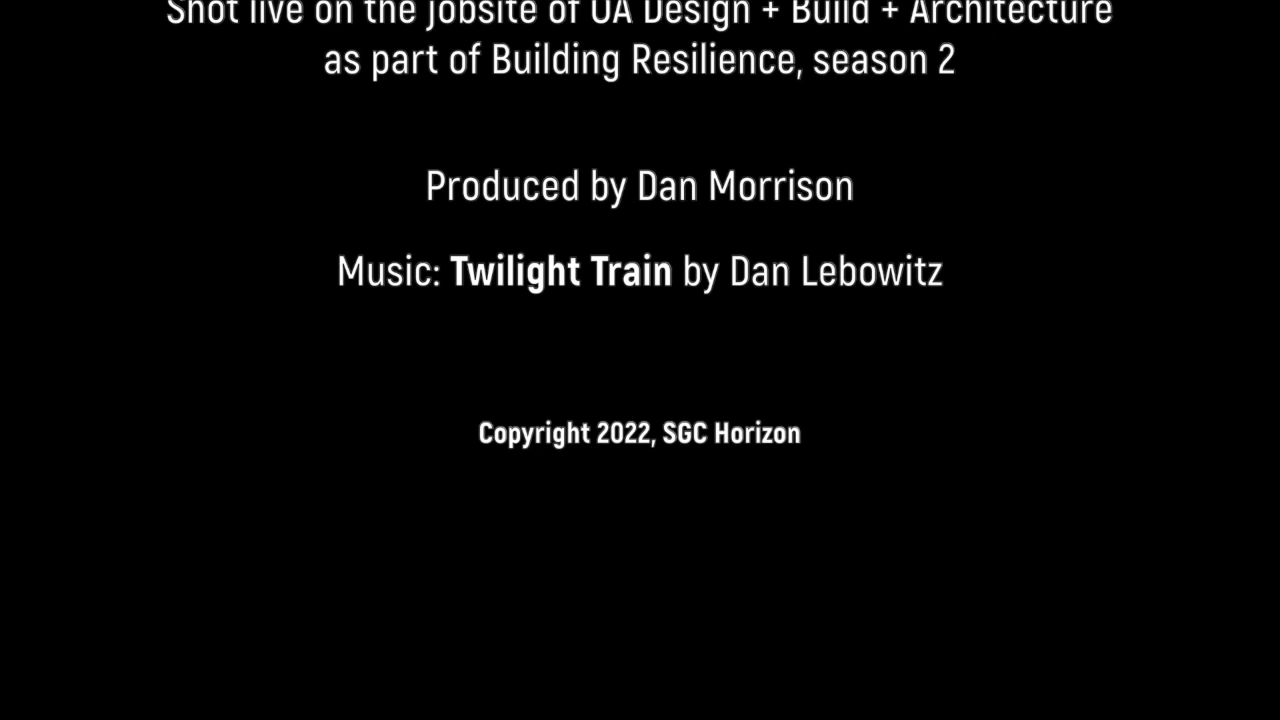 Shot live on the jobsite of UA Design + Build + Architecture
as part of Building Resilience, season 2
Produced by Dan Morrison
Music: Twilight Train by Dan Lebowitz
Copyright 2022, SGC Horizon